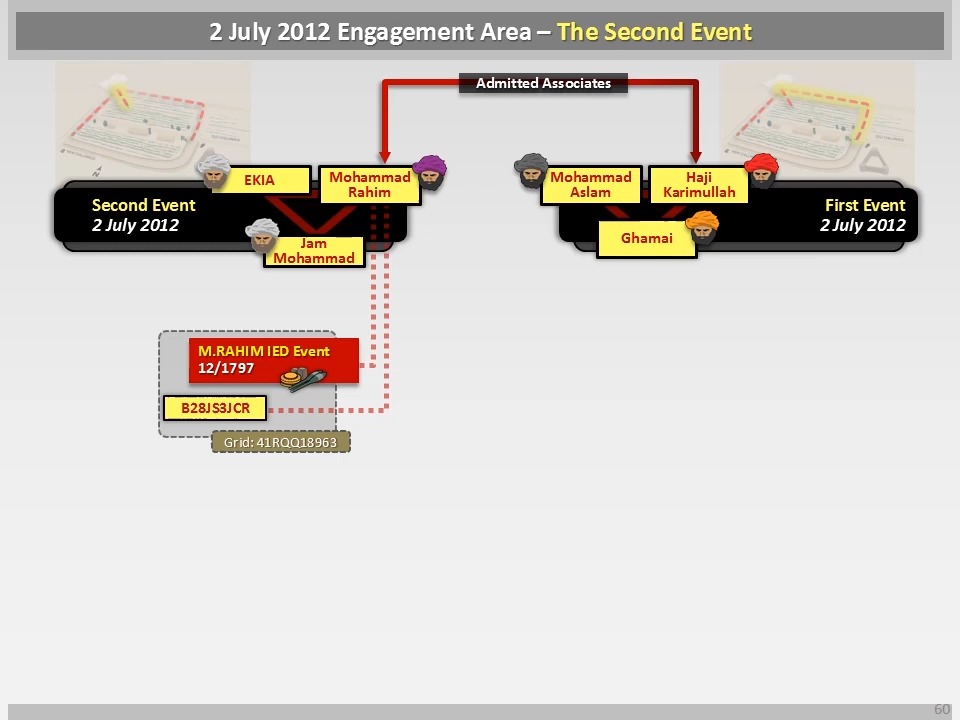 2 July 2012 Engagement Area – The Second Event
Admitted Associates
EKIA
Mohammad
Rahim
Mohammad
Aslam
Haji
Karimullah
Second Event
2 July 2012
First Event
2 July 2012
Jam
Mohammad
Ghamai
M.RAHIM IED Event
12/1797
B28JS3JCR
Grid: 41RQQ18963
60